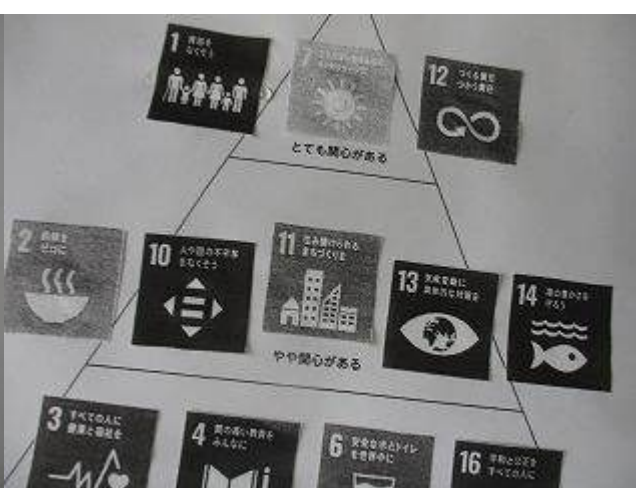 1 貧困を
なくそう
7
12 つくる責任
つかう責任
とても関心がある
2 飢餓を
ゼロに
10 人や国の不平等
をなくそう
11 住み続けられる
まちづくりを
13 気候変動に
具体的な対策を
14 海の豊かさを
守ろう
やや関心がある
3 すべての人に
健康と福祉を
4 質の高い教育を
みんなに
6 安全な水とトイレ
を世界中に
16 平和と公正を
すべての人に